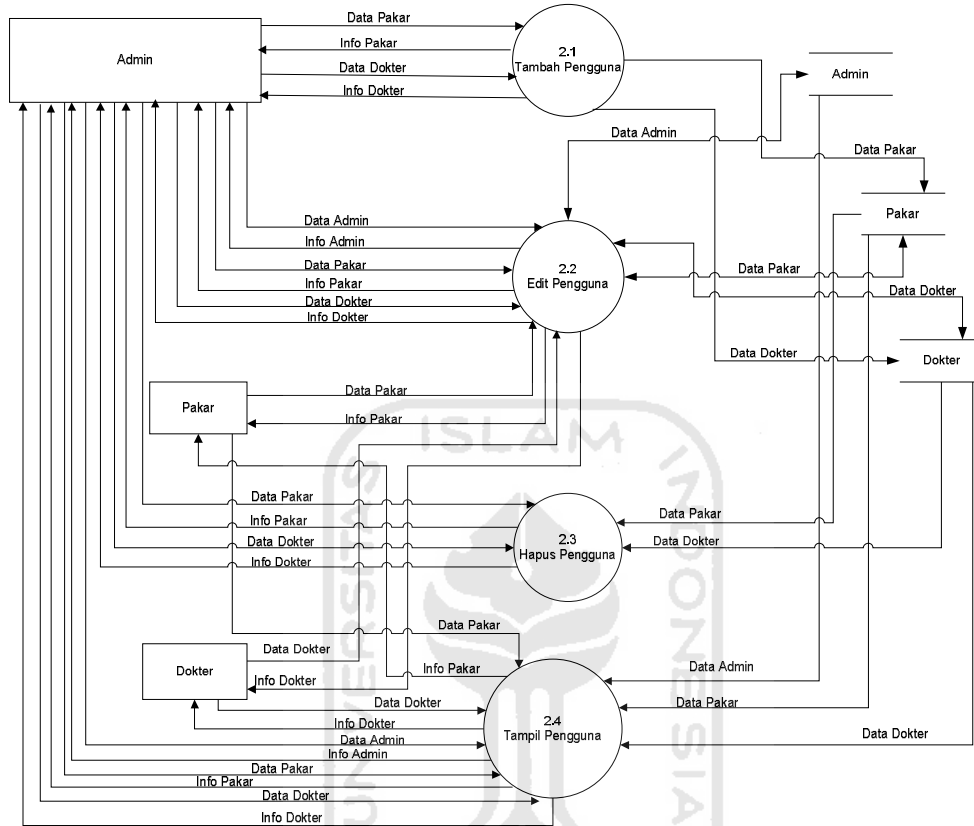 Data Pakar
Info Pakar
Data Dokter
Info Dokter
Admin
2.1
Tambah Pengguna
Admin
Data Admin
Data Pakar
Pakar
Data Admin
Info Admin
Data Pakar
Info Pakar
Data Dokter
Info Dokter
2.2
Edit Pengguna
Data Pakar
Data Dokter
Data Dokter
Dokter
Pakar
Data Pakar
Info Pakar
ISLAM
UNIVERSITAS
INDONESIA
Data Pakar
Info Pakar
Data Dokter
Info Dokter
2.3
Hapus Pengguna
Data Pakar
Data Dokter
Data Pakar
Dokter
Data Dokter
Info Dokter
Info Pakar
Data Dokter
Info Dokter
Data Admin
Info Admin
Data Pakar
Info Pakar
Data Dokter
Info Dokter
2.4
Tampil Pengguna
Data Admin
Data Pakar
Data Dokter